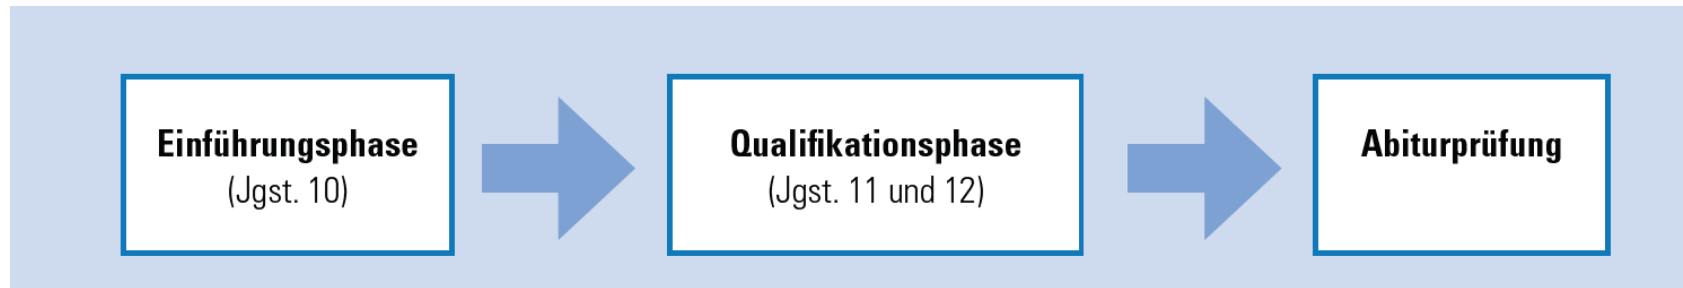 Einführungsphase
(Jgst. 10)
Qualifikationsphase
(Jgst. 11 und 12)
Abiturprüfung